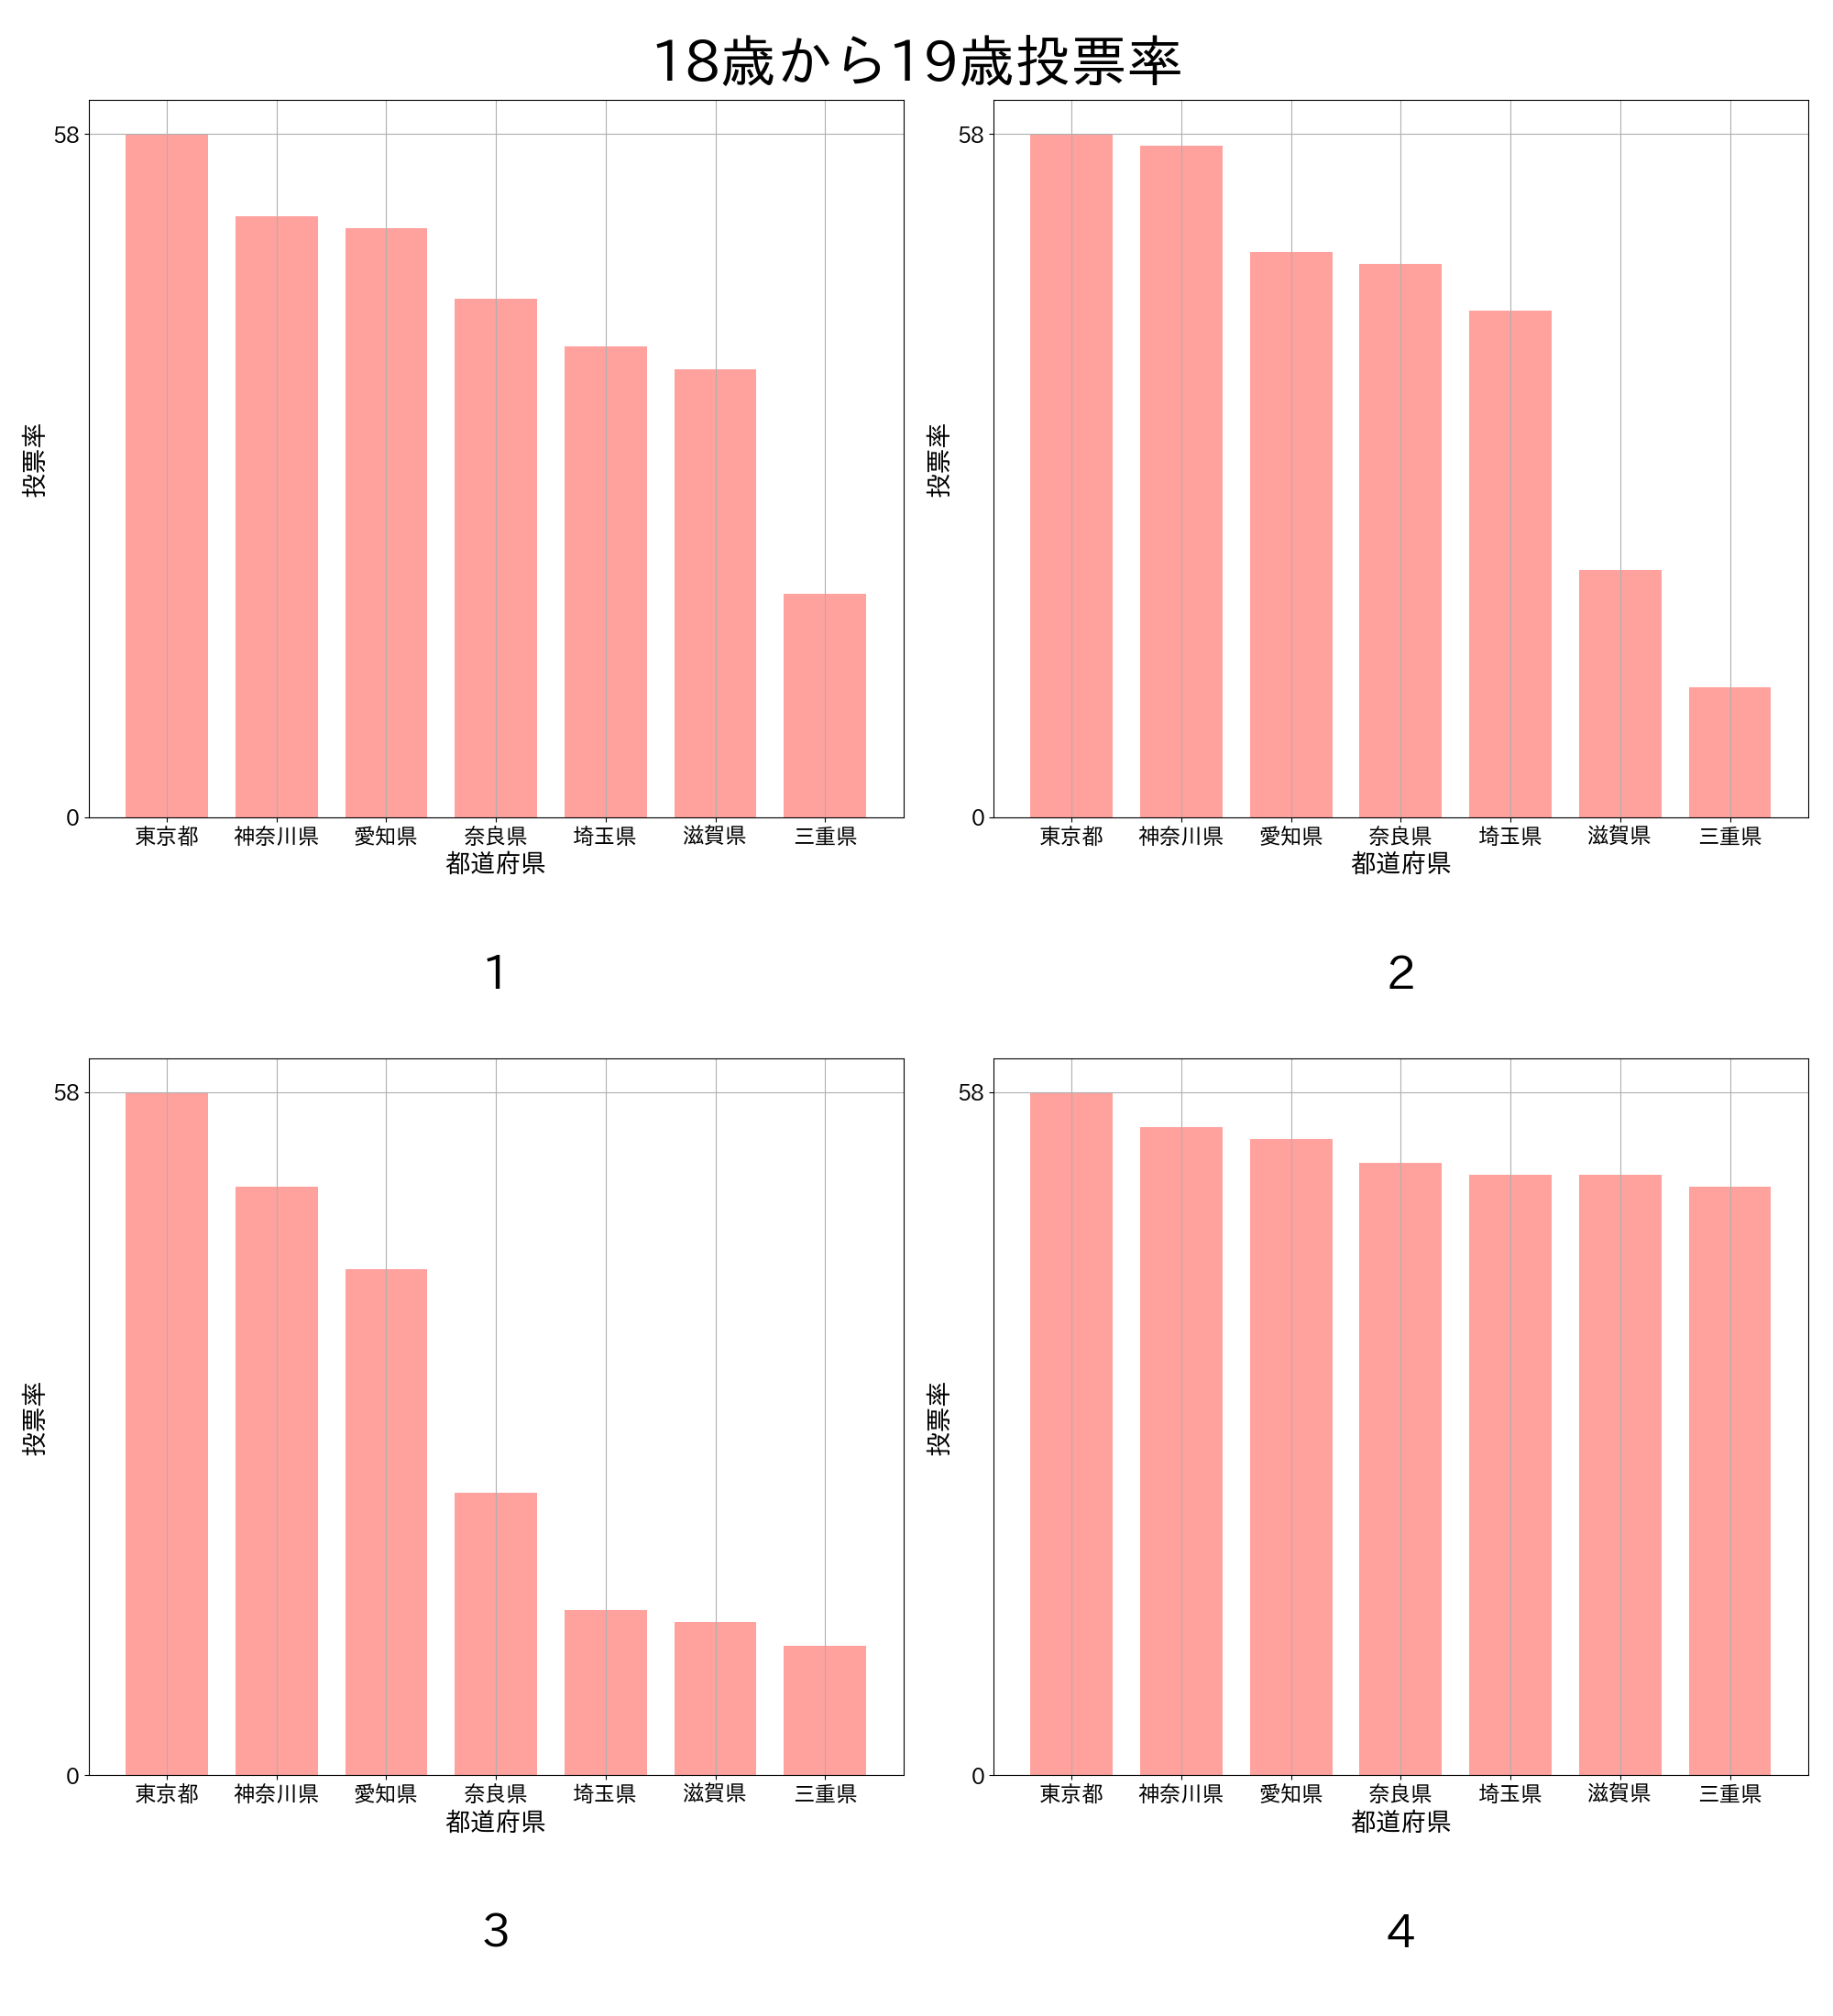 18歳から19歳投票率
58
0
投票率
東京都 神奈川県 愛知県 奈良県 埼玉県 滋賀県 三重県
都道府県
1
58
0
投票率
東京都 神奈川県 愛知県 奈良県 埼玉県 滋賀県 三重県
都道府県
2
58
0
投票率
東京都 神奈川県 愛知県 奈良県 埼玉県 滋賀県 三重県
都道府県
3
58
0
投票率
東京都 神奈川県 愛知県 奈良県 埼玉県 滋賀県 三重県
都道府県
4